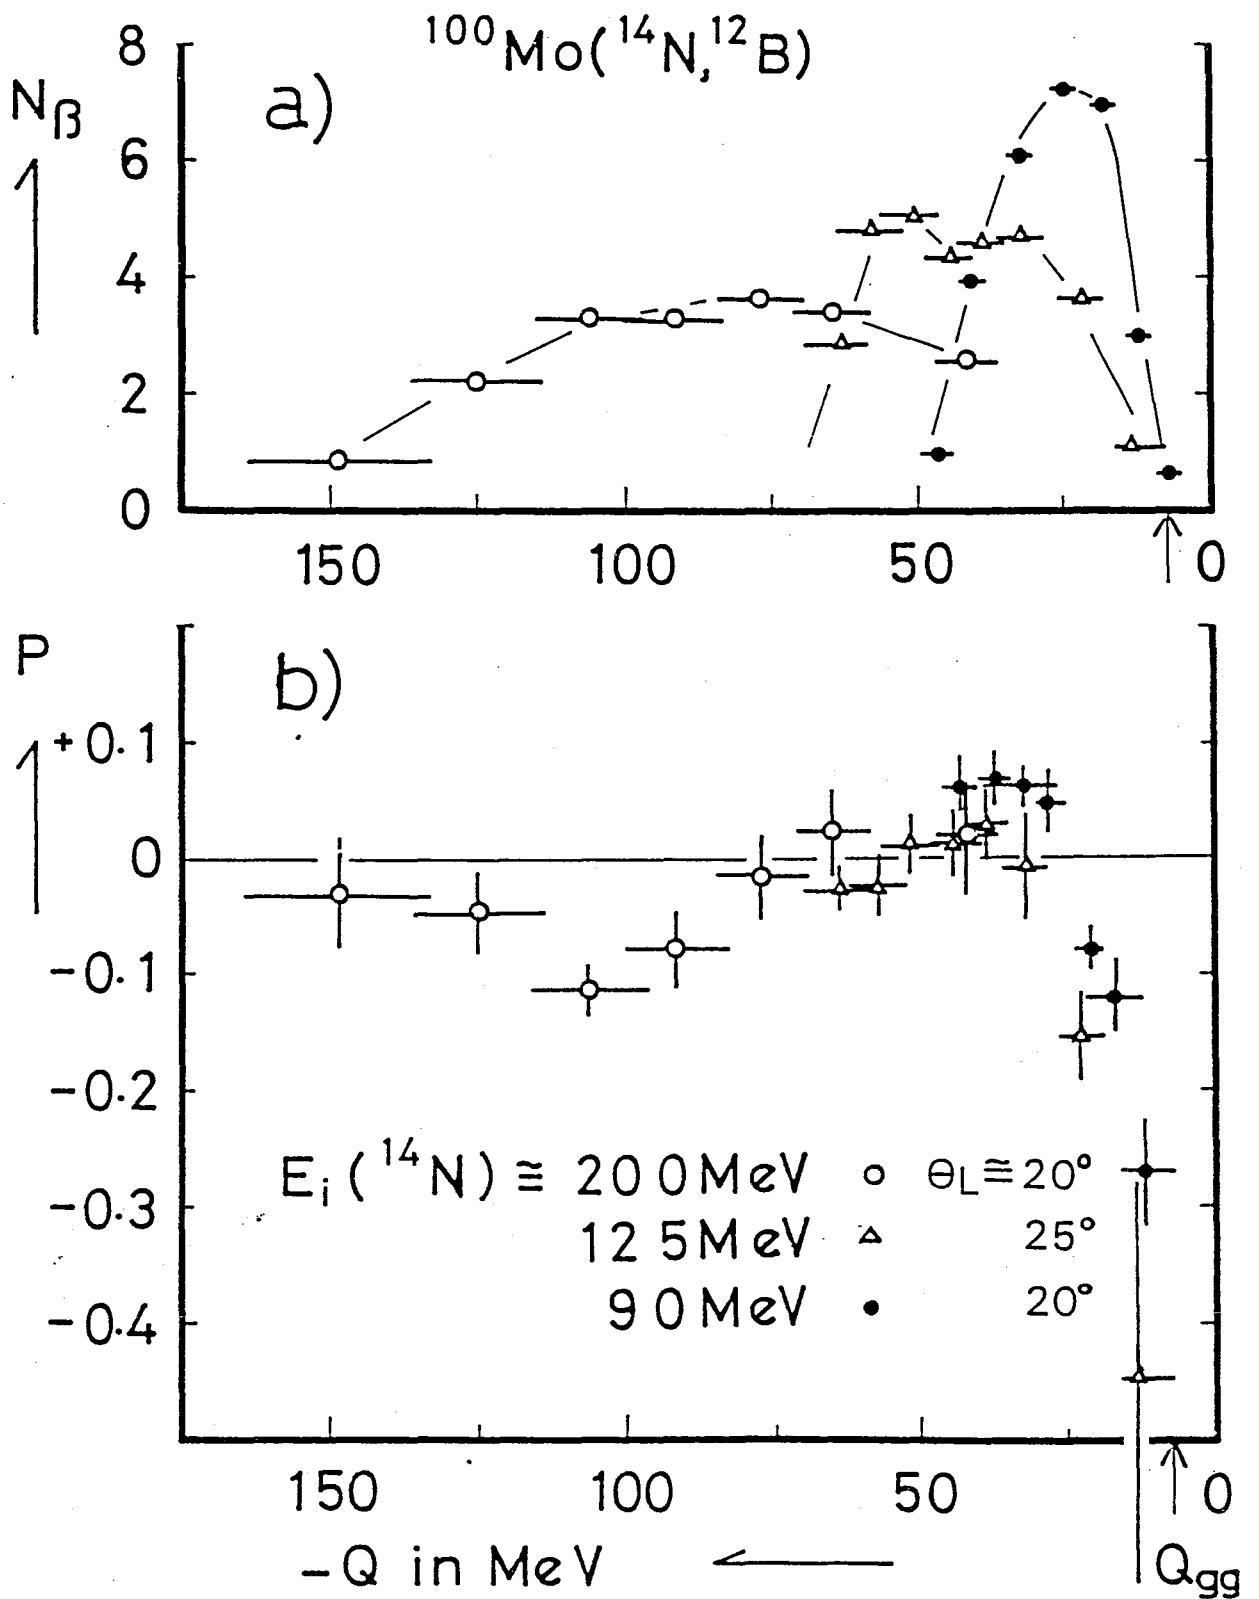 ¹⁰⁰Mo(¹⁴N,¹²B)
a)
Nβ
8
6
4
2
0
150 100 50 0
P
b)
+0.1
0
-0.1
-0.2
-0.3
-0.4
Eᵢ(¹⁴N) ≅ 200MeV ○ θL≅20°
125MeV △ 25°
90MeV ● 20°
150 100 50 0
-Q in MeV
Qgg